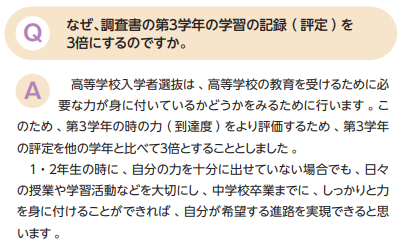 Q なぜ、調査書の第3学年の学習の記録(評定)を
3倍にするのですか。
A 高等学校入学者選抜は、高等学校の教育を受けるために必
要な力が身に付いているかどうかをみるために行います。こ
のため、第3学年の時の力(到達度)をより評価するため、第3学年
の評定を他の学年と比べて3倍とすることとしました。
1・2年生の時に、自分の力を十分に出せていない場合でも、日々
の授業や学習活動などを大切にし、中学校卒業までに、しっかりと力
を身に付けることができれば、自分が希望する進路を実現できると思
います。